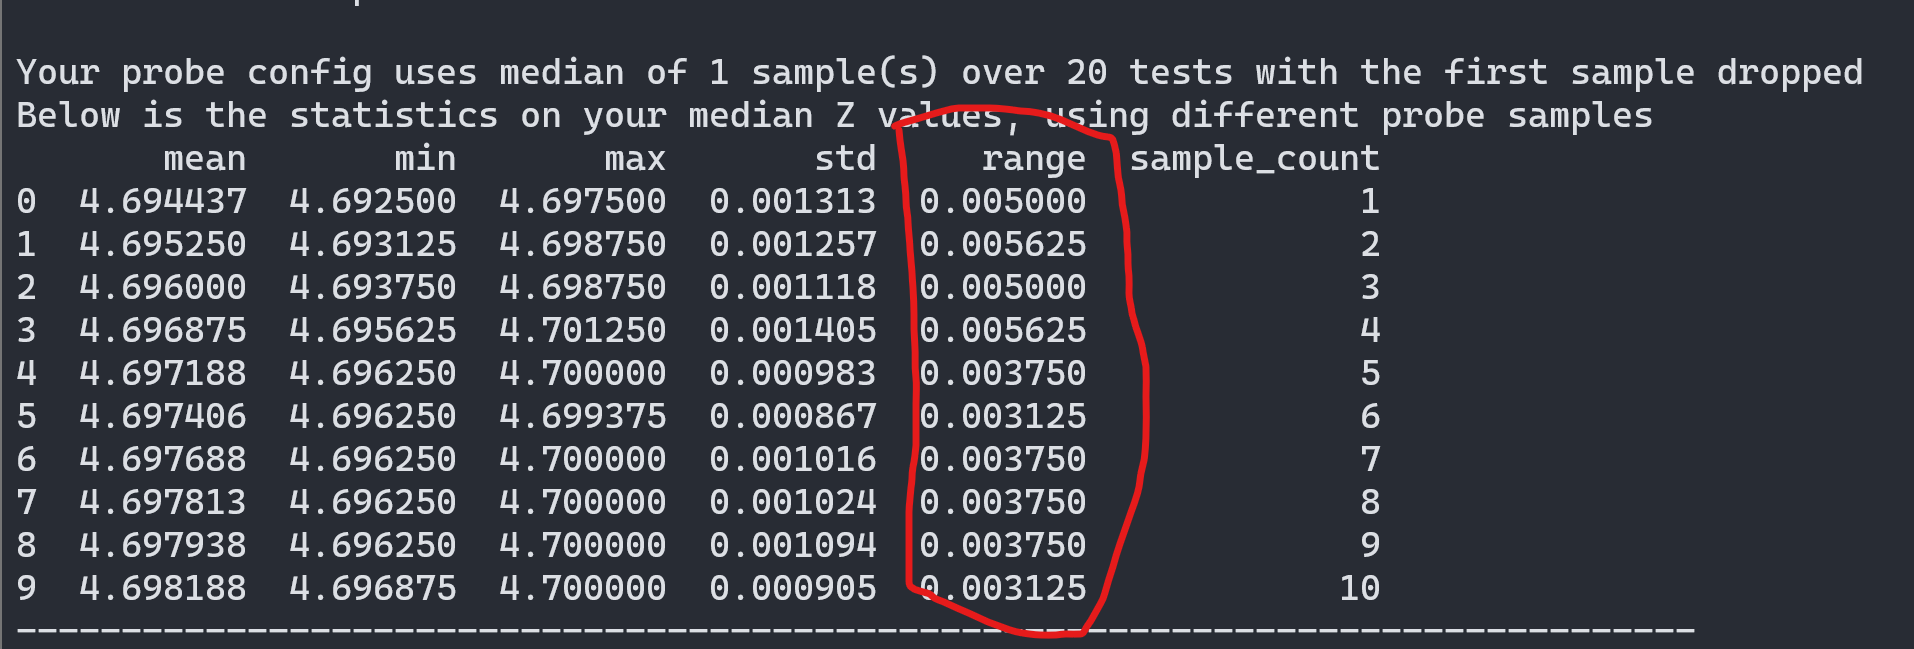 Your probe config uses median of 1 sample(s) over 20 tests with the first sample dropped
Below is the statistics on your median Z values, using different probe samples
       mean       min       max       std     range  sample_count
0  4.694437  4.692500  4.697500  0.001313  0.005000             1
1  4.695250  4.693125  4.698750  0.001257  0.005625             2
2  4.696000  4.693750  4.698750  0.001118  0.005000             3
3  4.696875  4.695625  4.701250  0.001405  0.005625             4
4  4.697188  4.696250  4.700000  0.000983  0.003750             5
5  4.697406  4.696250  4.699375  0.000867  0.003125             6
6  4.697688  4.696250  4.700000  0.001016  0.003750             7
7  4.697813  4.696250  4.700000  0.001024  0.003750             8
8  4.697938  4.696250  4.700000  0.001094  0.003750             9
9  4.698188  4.696875  4.700000  0.000905  0.003125            10
--------------------------------------------------------------------------------